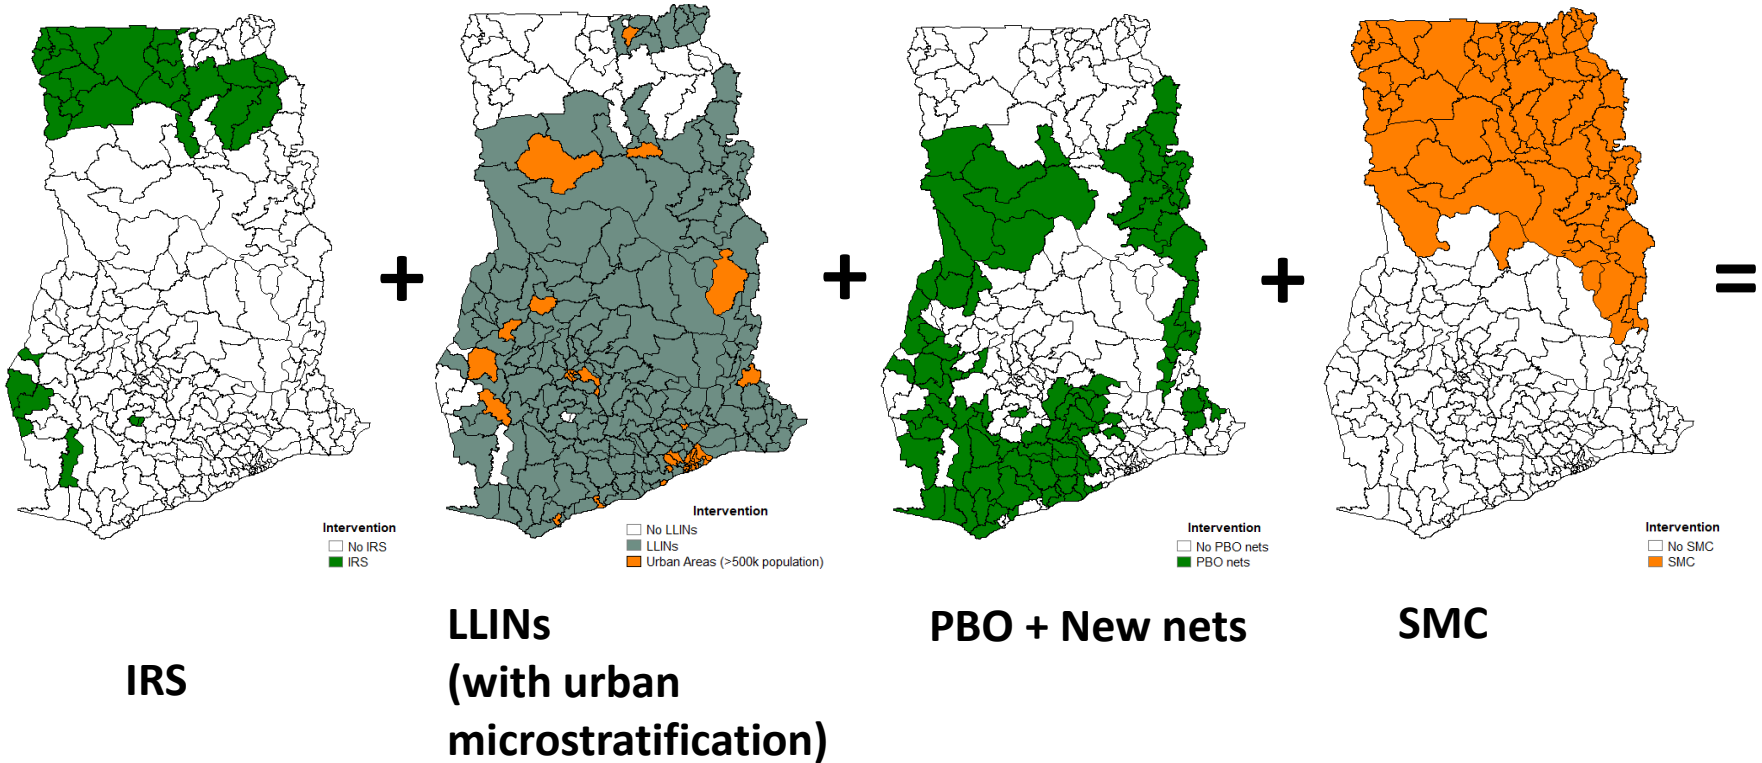 +
+
+
=
Intervention
No IRS
IRS
Intervention
No LLINs
LLINs
Urban Areas (>500k population)
Intervention
No PBO nets
PBO nets
Intervention
No SMC
SMC
IRS
LLINs
(with urban
microstratification)
PBO + New nets
SMC